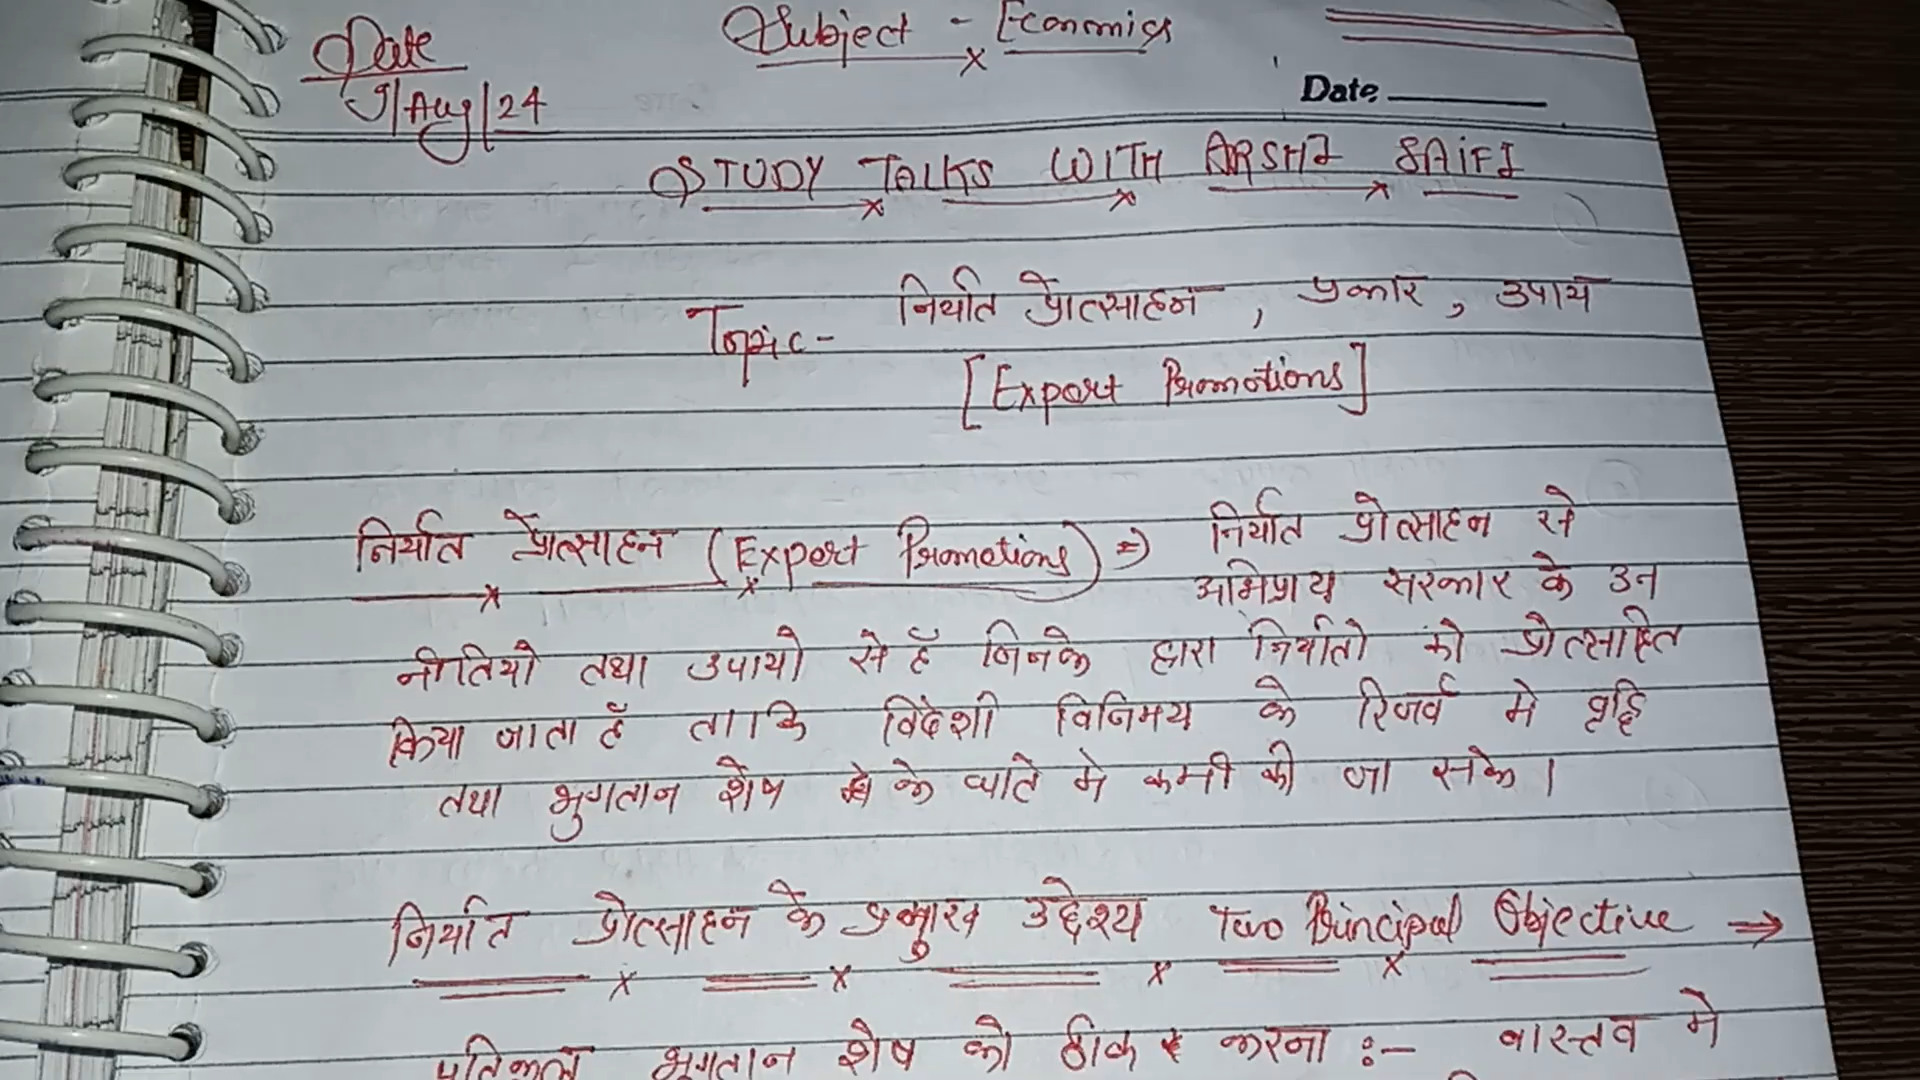 Date Subject - Economics
9/Aug/24
Date
STUDY TALKS WITH ARSHI SAIFI
Topic - निर्यात प्रोत्साहन , प्रकार , उपाय
[Export Promotions]
निर्यात प्रोत्साहन (Export Promotions) => निर्यात प्रोत्साहन से
अभिप्राय सरकार के उन
नीतियो तथा उपायो से हैं जिनके द्वारा निर्यातो को प्रोत्साहित
किया जाता हैं ताकि विदेशी विनिमय के रिजर्व मे वृद्धि
तथा भुगतान शेष के घाटे मे कमी की जा सके ।
निर्यात प्रोत्साहन के प्रमुख उद्देश्य Two Principal Objective →
प्रतिकूल भुगतान शेष को ठीक करना :- वास्तव मे